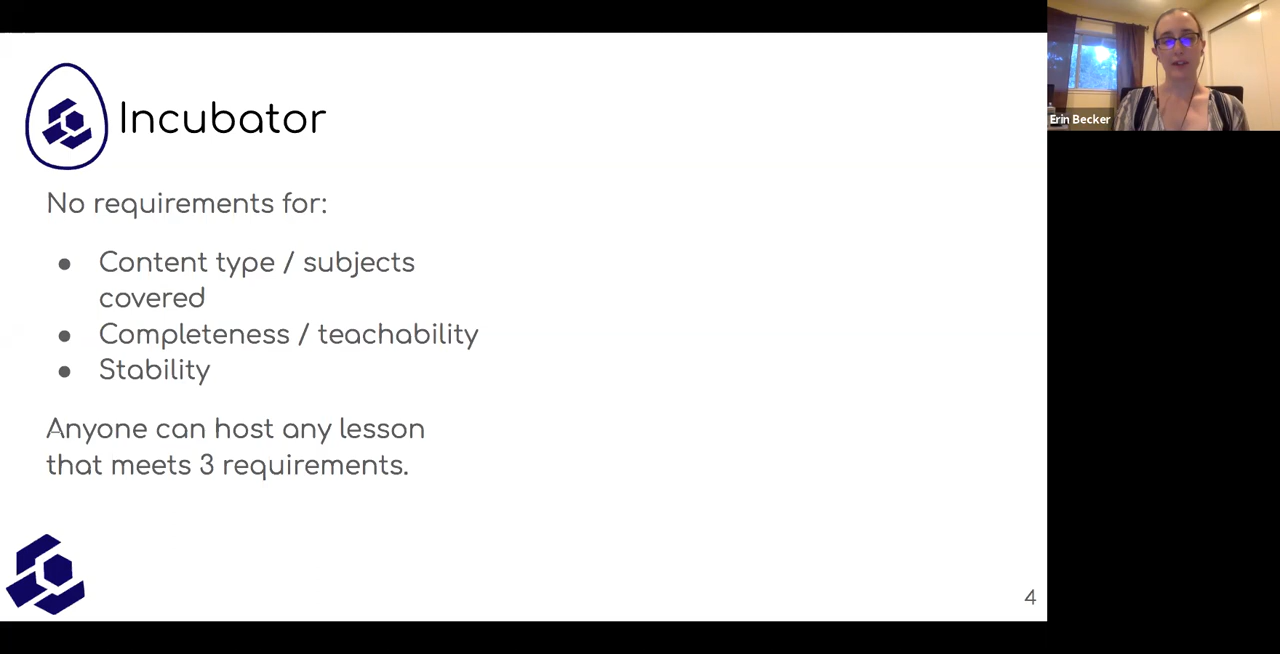 Incubator
No requirements for:
● Content type / subjects
covered
● Completeness / teachability
● Stability
Anyone can host any lesson
that meets 3 requirements.
4
Erin Becker